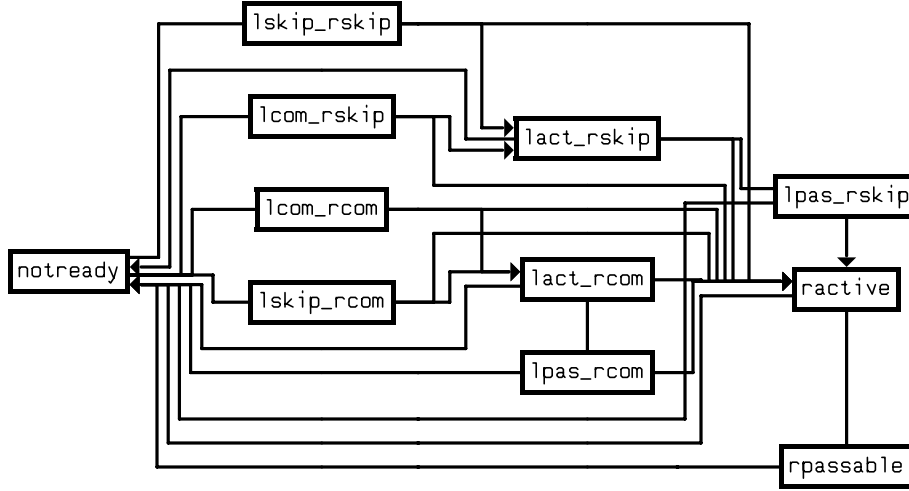 lskip_rskip
lcom_rskip
lact_rskip
lpas_rskip
lcom_rcom
notready
lact_rcom
ractive
lskip_rcom
lpas_rcom
rpassable